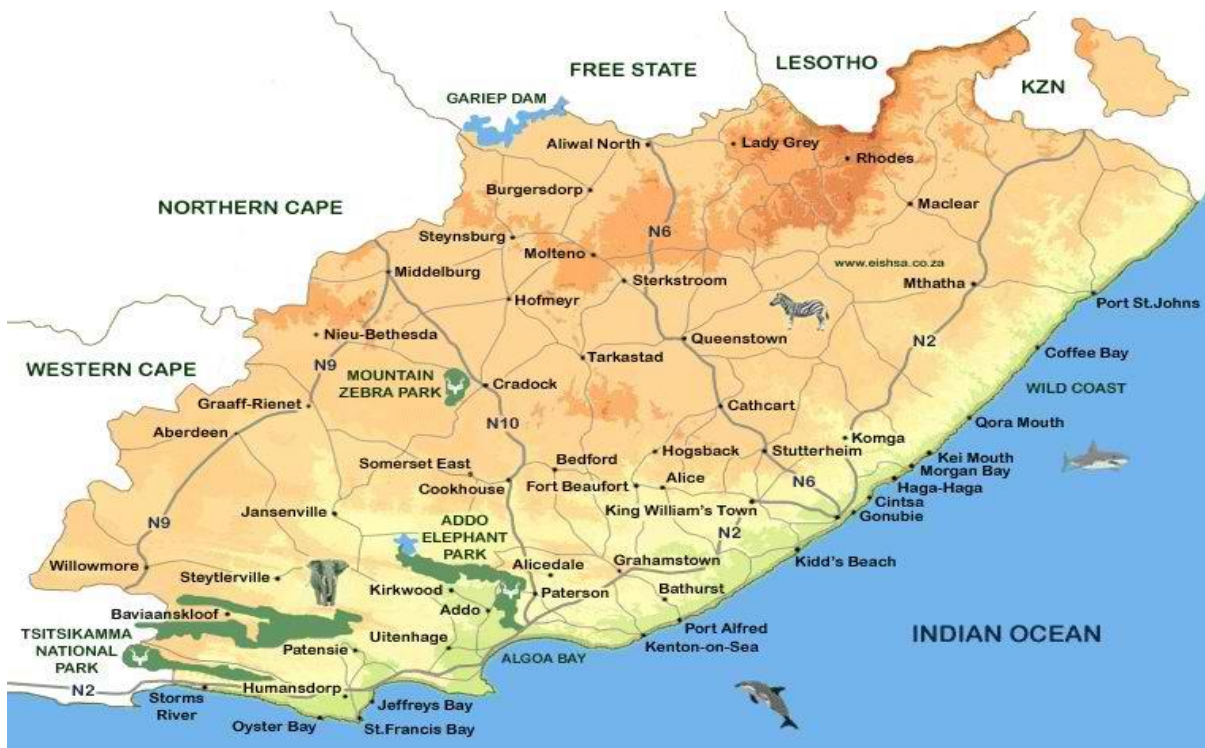 LESOTHO
FREE STATE
KZN
GARIEP DAM
Aliwal North
Lady Grey
Rhodes
Burgersdorp
Maclear
NORTHERN CAPE
Steynsburg
N6
Molteno
www.eishsa.co.za
Middelburg
Sterkstroom
Mthatha
Hofmeyr
Port St.Johns
Nieu-Bethesda
Queenstown
N2
Coffee Bay
Tarkastad
WESTERN CAPE
N9
MOUNTAIN
ZEBRA PARK
Cradock
WILD COAST
Graaff-Rienet
Cathcart
Aberdeen
N10
Qora Mouth
Komga
Hogsback
Stutterheim
Kei Mouth
Somerset East
Bedford
Morgan Bay
Cookhouse
Fort Beaufort
Alice
N6
Haga-Haga
King William's Town
Cintsa
Jansenville
Gonubie
N9
ADDO
ELEPHANT
PARK
N2
Willowmore
Steytlerville
Alicedale
Grahamstown
Kidd's Beach
Kirkwood
Paterson
Bathurst
Baviaanskloof
Addo
TSITSIKAMMA
NATIONAL
PARK
Uitenhage
Port Alfred
INDIAN OCEAN
Patensie
ALGOA BAY
Kenton-on-Sea
N2
Humansdorp
Storms
River
Jeffreys Bay
Oyster Bay
St.Francis Bay